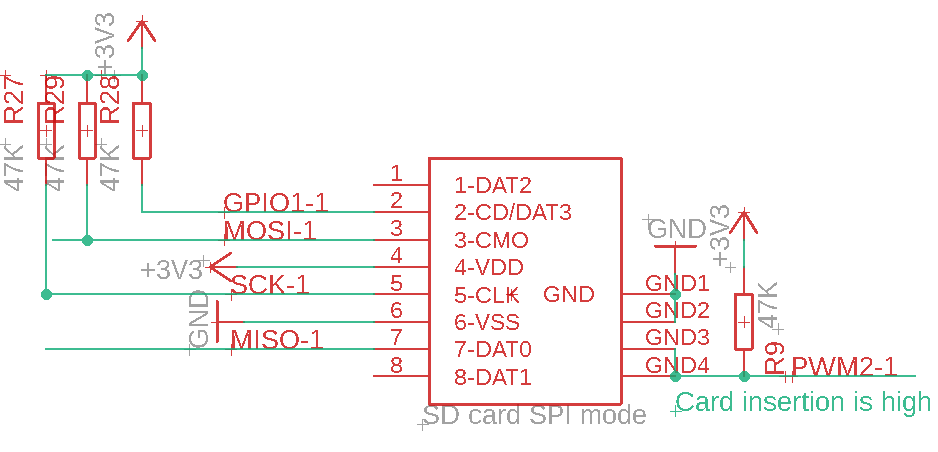 +3V3
R27
47K
R29
47K
R28
47K
GPIO1-1
MOSI-1
+3V3
SCK-1
GND
MISO-1
1
2
3
4
5
6
7
8
1-DAT2
2-CD/DAT3
3-CMO
4-VDD
5-CLK
6-VSS
7-DAT0
8-DAT1
GND
SD card SPI mode
GND
GND1
GND2
GND3
GND4
+3V3
47K
R9
PWM2-1
Card insertion is high